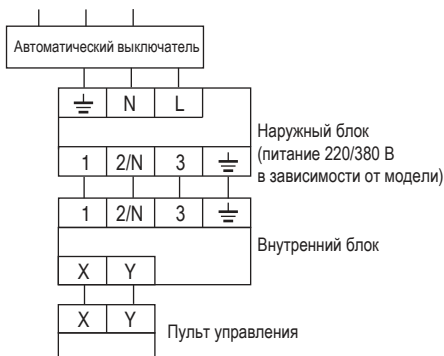 Автоматический выключатель
⏚ N L
Наружный блок
(питание 220/380 В
в зависимости от модели)
1 2/N 3 ⏚
1 2/N 3 ⏚
Внутренний блок
X Y
X Y
Пульт управления